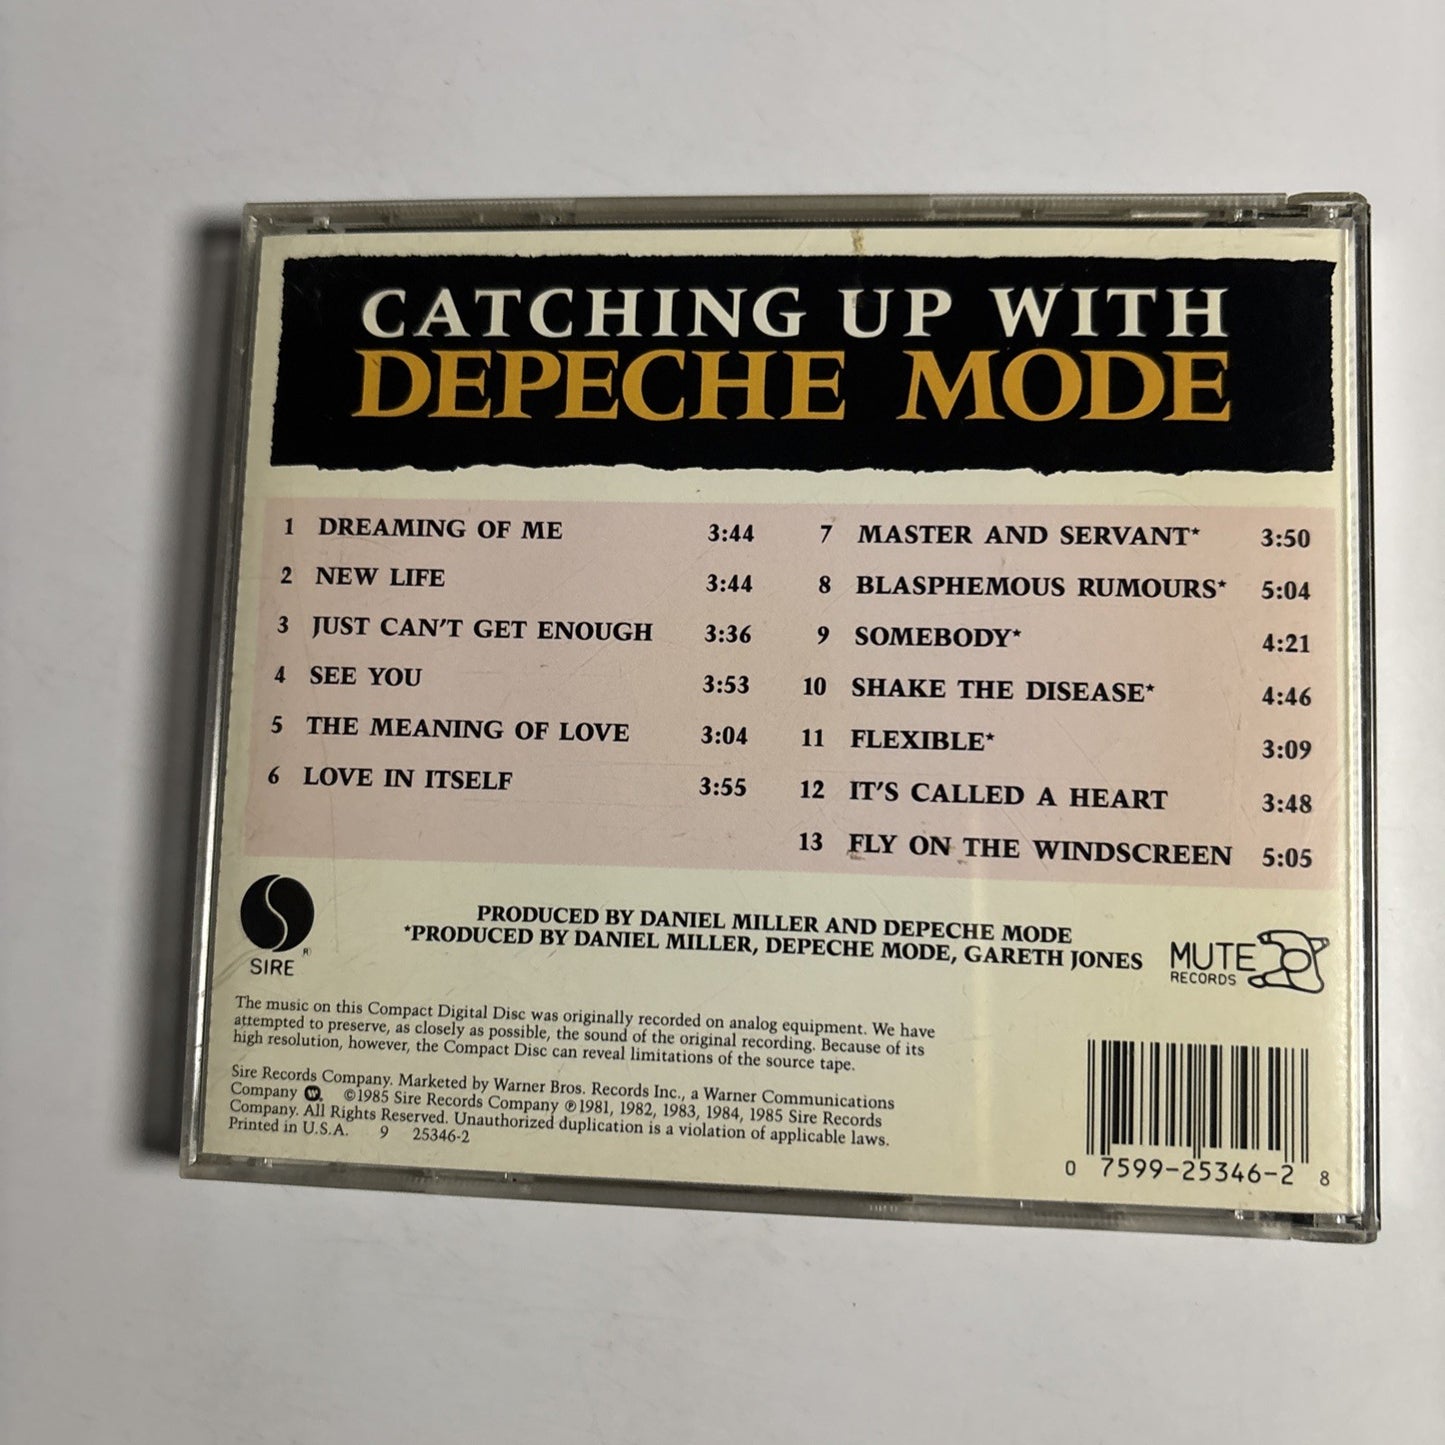 CATCHING UP WITH
DEPECHE MODE
1 DREAMING OF ME 3:44
2 NEW LIFE 3:44
3 JUST CAN'T GET ENOUGH 3:36
4 SEE YOU 3:53
5 THE MEANING OF LOVE 3:04
6 LOVE IN ITSELF 3:55
7 MASTER AND SERVANT* 3:50
8 BLASPHEMOUS RUMOURS* 5:04
9 SOMEBODY* 4:21
10 SHAKE THE DISEASE* 4:46
11 FLEXIBLE* 3:09
12 IT'S CALLED A HEART 3:48
13 FLY ON THE WINDSCREEN 5:05
PRODUCED BY DANIEL MILLER AND DEPECHE MODE
*PRODUCED BY DANIEL MILLER, DEPECHE MODE, GARETH JONES
S ®
SIRE
MUTE
RECORDS
The music on this Compact Digital Disc was originally recorded on analog equipment. We have
attempted to preserve, as closely as possible, the sound of the original recording. Because of its
high resolution, however, the Compact Disc can reveal limitations of the source tape.
Sire Records Company. Marketed by Warner Bros. Records Inc., a Warner Communications
Company W. ©1985 Sire Records Company ℗1981, 1982, 1983, 1984, 1985 Sire Records
Company. All Rights Reserved. Unauthorized duplication is a violation of applicable laws.
Printed in U.S.A. 9 25346-2
0 7599-25346-2 8